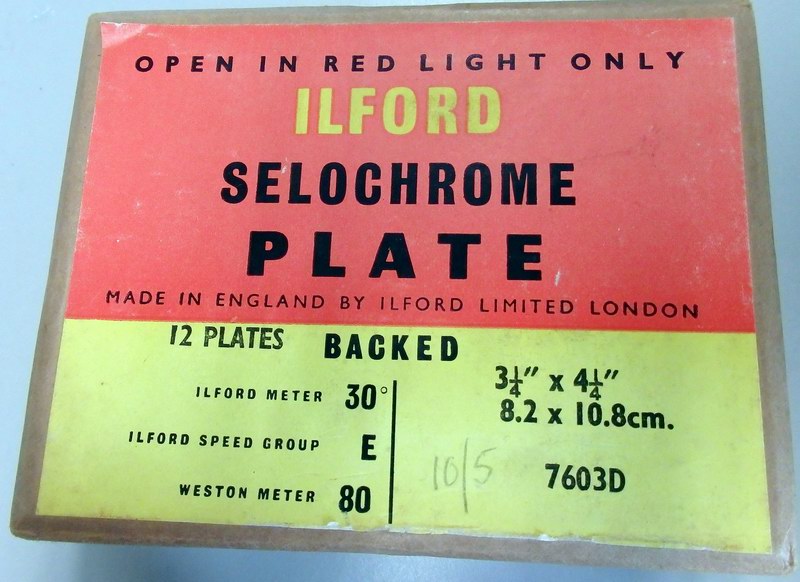 OPEN IN RED LIGHT ONLY
ILFORD
SELOCHROME
PLATE
MADE IN ENGLAND BY ILFORD LIMITED LONDON
12 PLATES BACKED
ILFORD METER 30°
ILFORD SPEED GROUP E
WESTON METER 80
3¼″ x 4¼″
8.2 x 10.8cm.
10/5
7603D